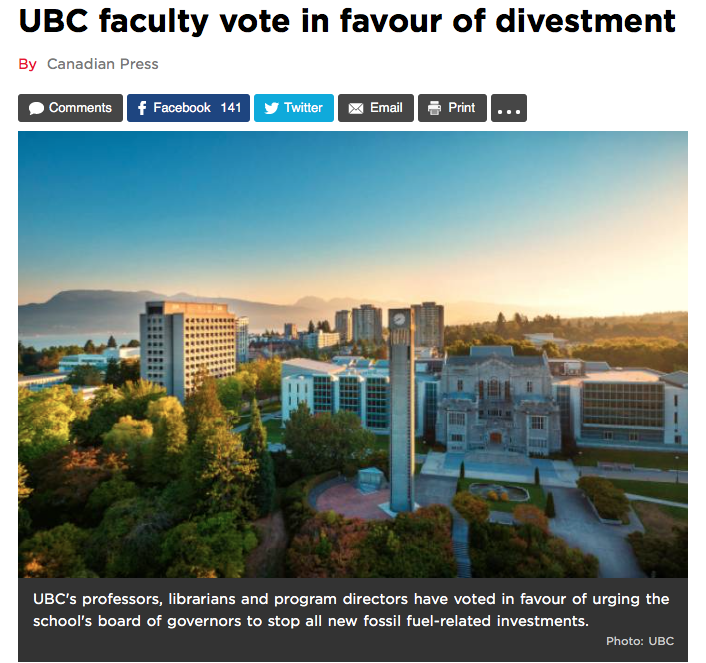 UBC faculty vote in favour of divestment
By Canadian Press
Comments Facebook 141 Twitter Email Print ...
UBC's professors, librarians and program directors have voted in favour of urging the
school's board of governors to stop all new fossil fuel-related investments.
Photo: UBC